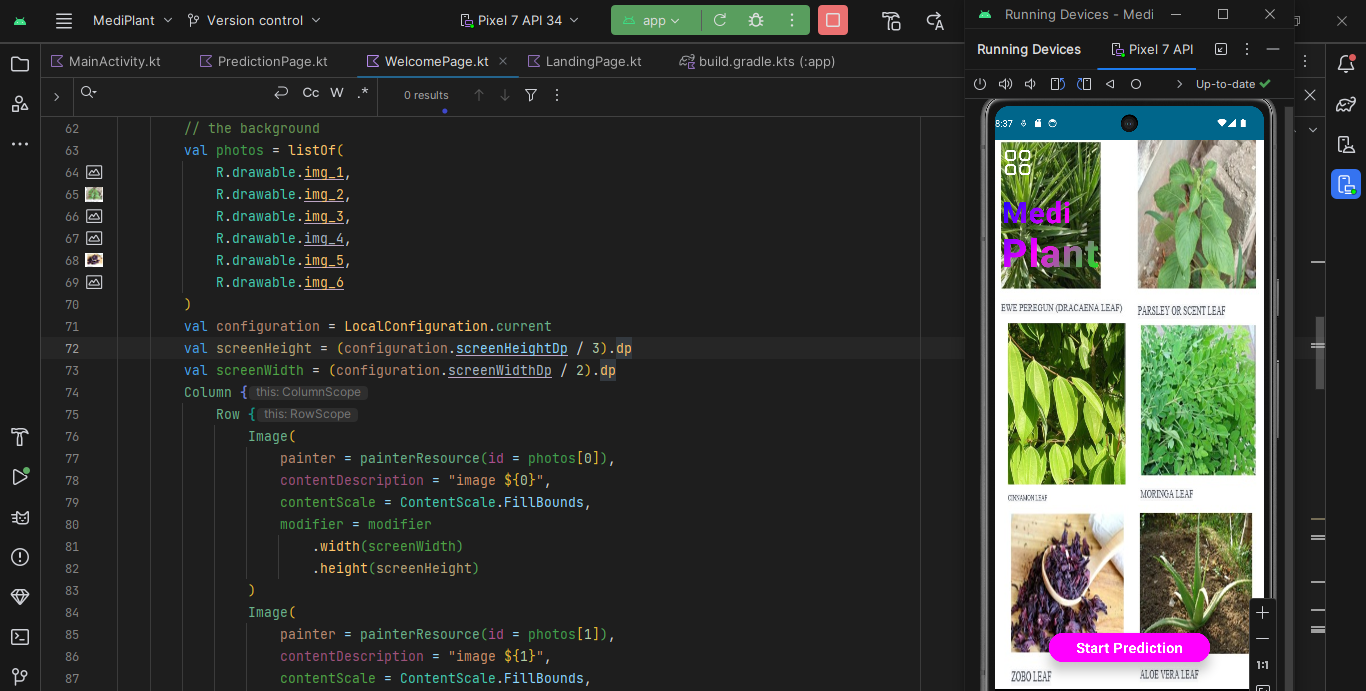 MediPlant
Version control
Pixel 7 API 34
app
Running Devices - Medi
MainActivity.kt
PredictionPage.kt
WelcomePage.kt
LandingPage.kt
build.gradle.kts (:app)
Running Devices
Pixel 7 API
Cc
W
.*
0 results
Up-to-date
62 // the background
63 val photos = listOf(
64 R.drawable.img_1,
65 R.drawable.img_2,
66 R.drawable.img_3,
67 R.drawable.img_4,
68 R.drawable.img_5,
69 R.drawable.img_6
70 )
71 val configuration = LocalConfiguration.current
72 val screenHeight = (configuration.screenHeightDp / 3).dp
73 val screenWidth = (configuration.screenWidthDp / 2).dp
74 Column { this: ColumnScope
75 Row { this: RowScope
76 Image(
77 painter = painterResource(id = photos[0]),
78 contentDescription = "image ${0}",
79 contentScale = ContentScale.FillBounds,
80 modifier = modifier
81 .width(screenWidth)
82 .height(screenHeight)
83 )
84 Image(
85 painter = painterResource(id = photos[1]),
86 contentDescription = "image ${1}",
87 contentScale = ContentScale.FillBounds,
8:37
Medi
Plant
EWE PEREGUN (DRACAENA LEAF)
PARSLEY OR SCENT LEAF
CINNAMON LEAF
MORINGA LEAF
Start Prediction
ZOBO LEAF
ALOE VERA LEAF
1:1